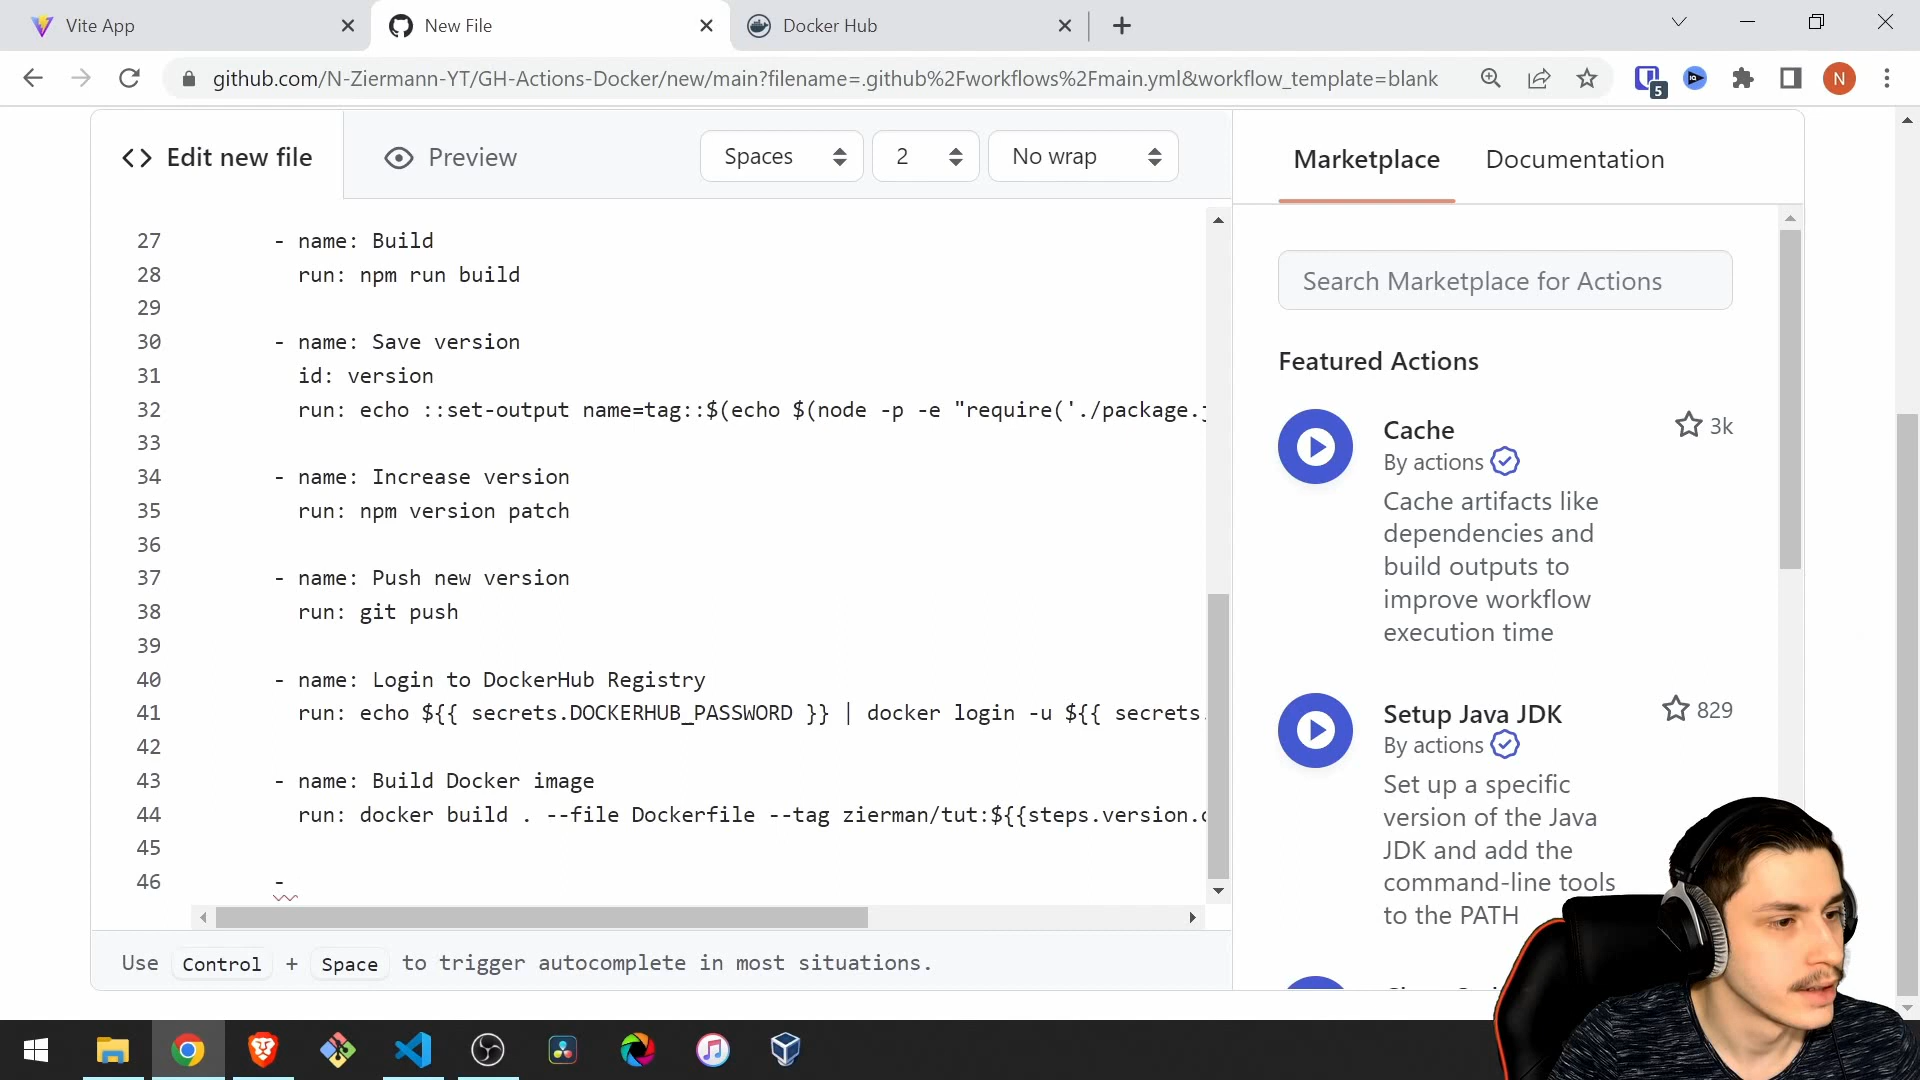 Vite App
New File
Docker Hub
github.com/N-Ziermann-YT/GH-Actions-Docker/new/main?filename=.github%2Fworkflows%2Fmain.yml&workflow_template=blank
5
N
<> Edit new file
Preview
Spaces
2
No wrap
Marketplace
Documentation
27 - name: Build
28 run: npm run build
29
30 - name: Save version
31 id: version
32 run: echo ::set-output name=tag::$(echo $(node -p -e "require('./package.j
33
34 - name: Increase version
35 run: npm version patch
36
37 - name: Push new version
38 run: git push
39
40 - name: Login to DockerHub Registry
41 run: echo ${{ secrets.DOCKERHUB_PASSWORD }} | docker login -u ${{ secrets.
42
43 - name: Build Docker image
44 run: docker build . --file Dockerfile --tag zierman/tut:${{steps.version.o
45
46 -
Use Control + Space to trigger autocomplete in most situations.
Search Marketplace for Actions
Featured Actions
Cache
3k
By actions
Cache artifacts like
dependencies and
build outputs to
improve workflow
execution time
Setup Java JDK
829
By actions
Set up a specific
version of the Java
JDK and add the
command-line tools
to the PATH